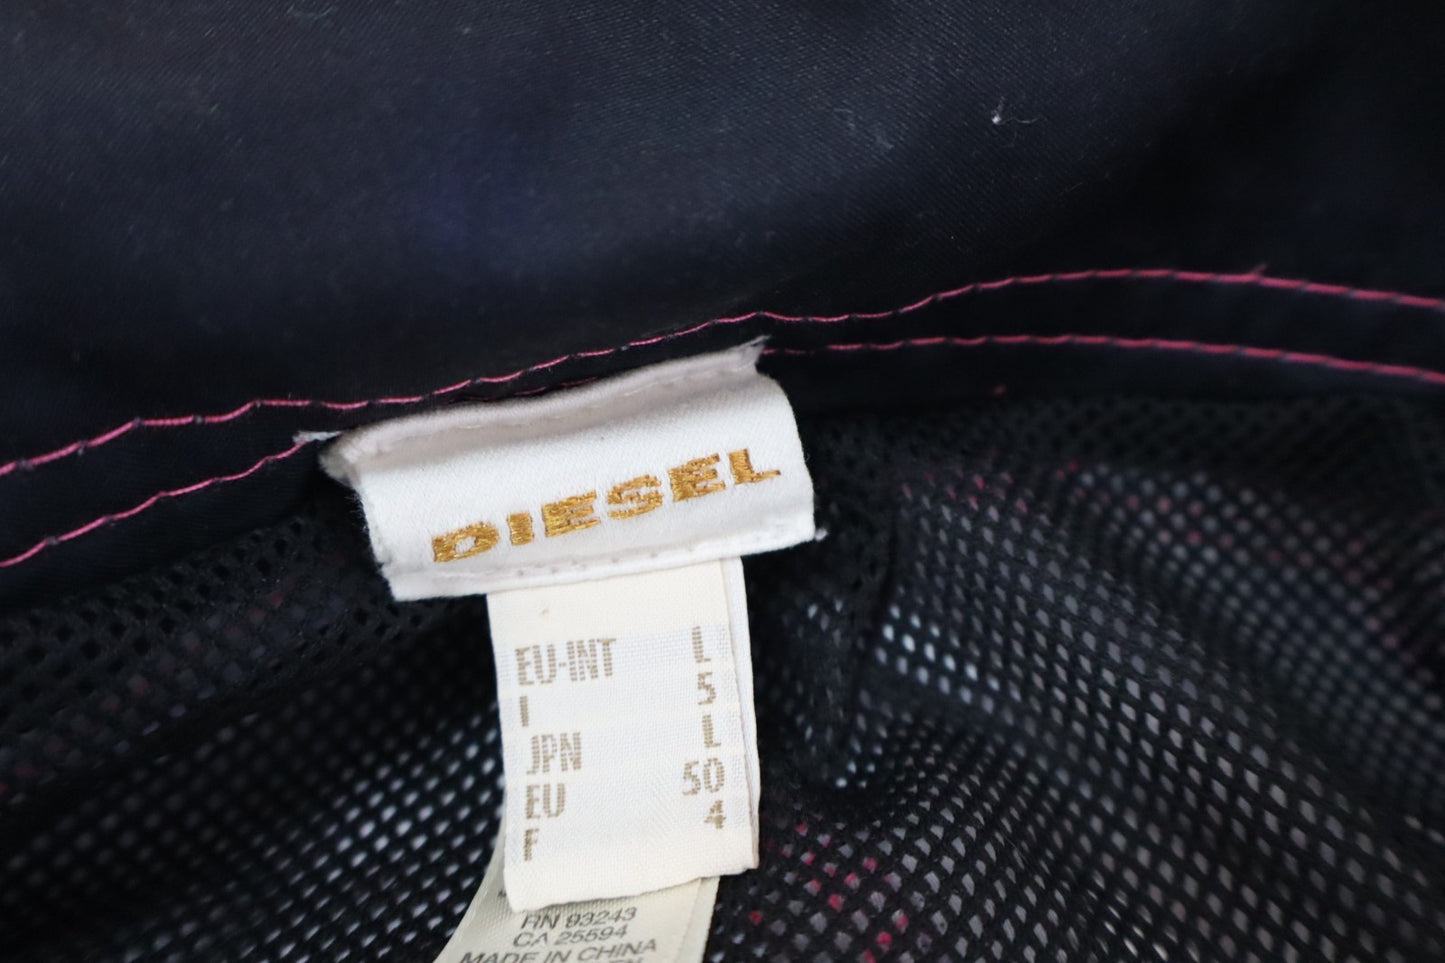 DIESEL
EU-INT L
I 5
JPN L
EU 50
F 4
RN 93243
CA 25594
MADE IN CHINA